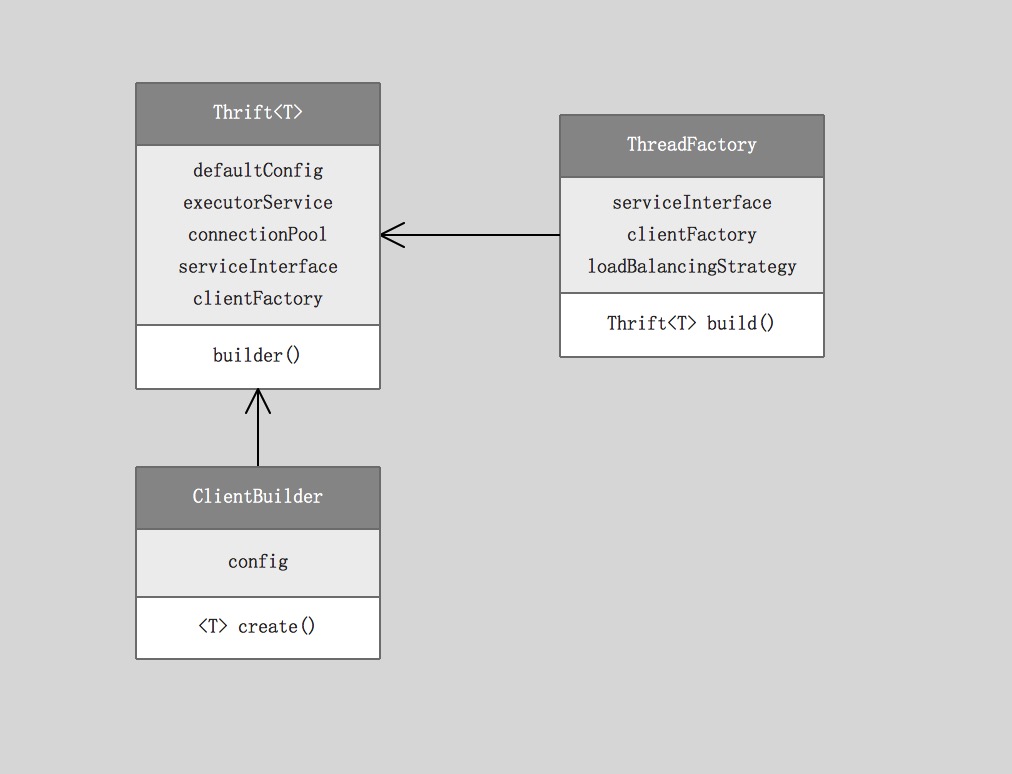 Thrift<T>
defaultConfig
executorService
connectionPool
serviceInterface
clientFactory
builder()
ThreadFactory
serviceInterface
clientFactory
loadBalancingStrategy
Thrift<T> build()
ClientBuilder
config
<T> create()